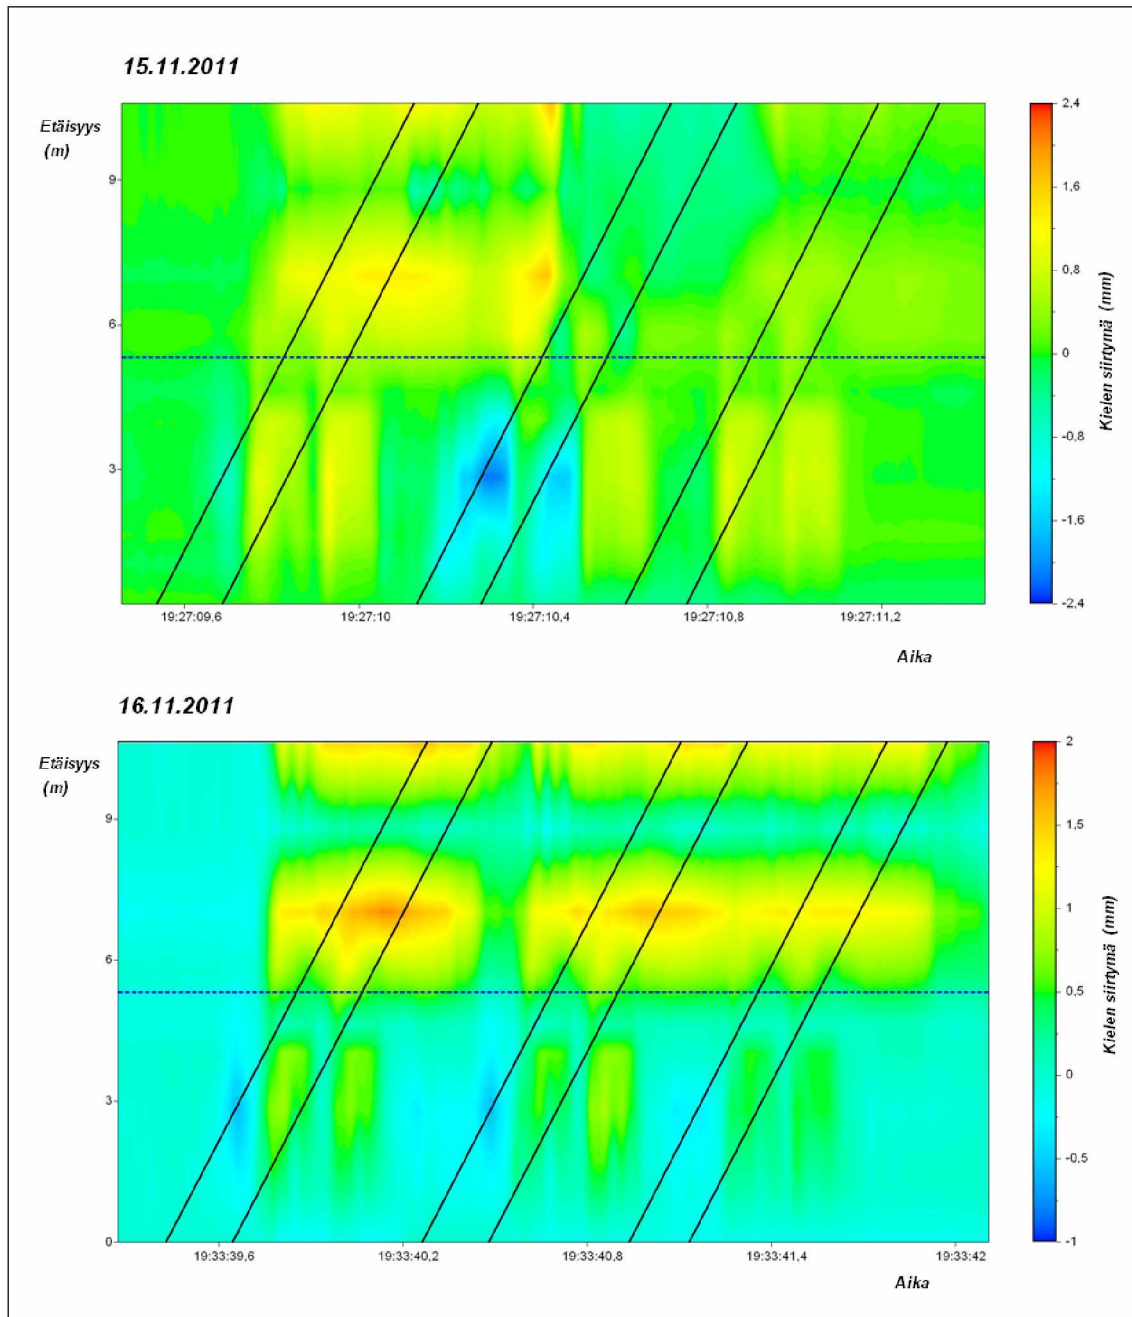 15.11.2011
Etäisyys
(m)
9
6
3
19:27:09,6 19:27:10 19:27:10,4 19:27:10,8 19:27:11,2
Aika
2.4
1.6
0.8
0
-0.8
-1.6
-2.4
Kielen siirtymä (mm)
16.11.2011
Etäisyys
(m)
9
6
3
0
19:33:39,6 19:33:40,2 19:33:40,8 19:33:41,4 19:33:42
Aika
2
1.5
1
0.5
0
-0.5
-1
Kielen siirtymä (mm)